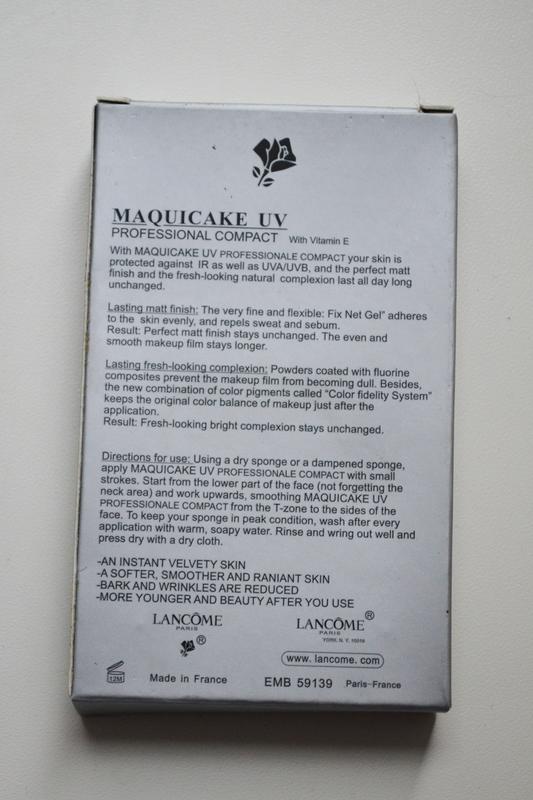 MAQUICAKE UV
PROFESSIONAL COMPACT With Vitamin E
With MAQUICAKE UV PROFESSIONALE COMPACT your skin is
protected against IR as well as UVA/UVB, and the perfect matt
finish and the fresh-looking natural complexion last all day long
unchanged.
Lasting matt finish: The very fine and flexible: Fix Net Gel" adheres
to the skin evenly, and repels sweat and sebum.
Result: Perfect matt finish stays unchanged. The even and
smooth makeup film stays longer.
Lasting fresh-looking complexion: Powders coated with fluorine
composites prevent the makeup film from becoming dull. Besides,
the new combination of color pigments called "Color fidelity System"
keeps the original color balance of makeup just after the
application.
Result: Fresh-looking bright complexion stays unchanged.
Directions for use: Using a dry sponge or a dampened sponge,
apply MAQUICAKE UV PROFESSIONALE COMPACT with small
strokes. Start from the lower part of the face (not forgetting the
neck area) and work upwards, smoothing MAQUICAKE UV
PROFESSIONALE COMPACT from the T-zone to the sides of the
face. To keep your sponge in peak condition, wash after every
application with warm, soapy water. Rinse and wring out well and
press dry with a dry cloth.
-AN INSTANT VELVETY SKIN
-A SOFTER, SMOOTHER AND RANIANT SKIN
-BARK AND WRINKLES ARE REDUCED
-MORE YOUNGER AND BEAUTY AFTER YOU USE
LANCÔME
PARIS
®
LANCÔME®
PARIS
YORK, N. Y. 10019
www. lancome. com
12M
Made in France
EMB 59139 Paris-France